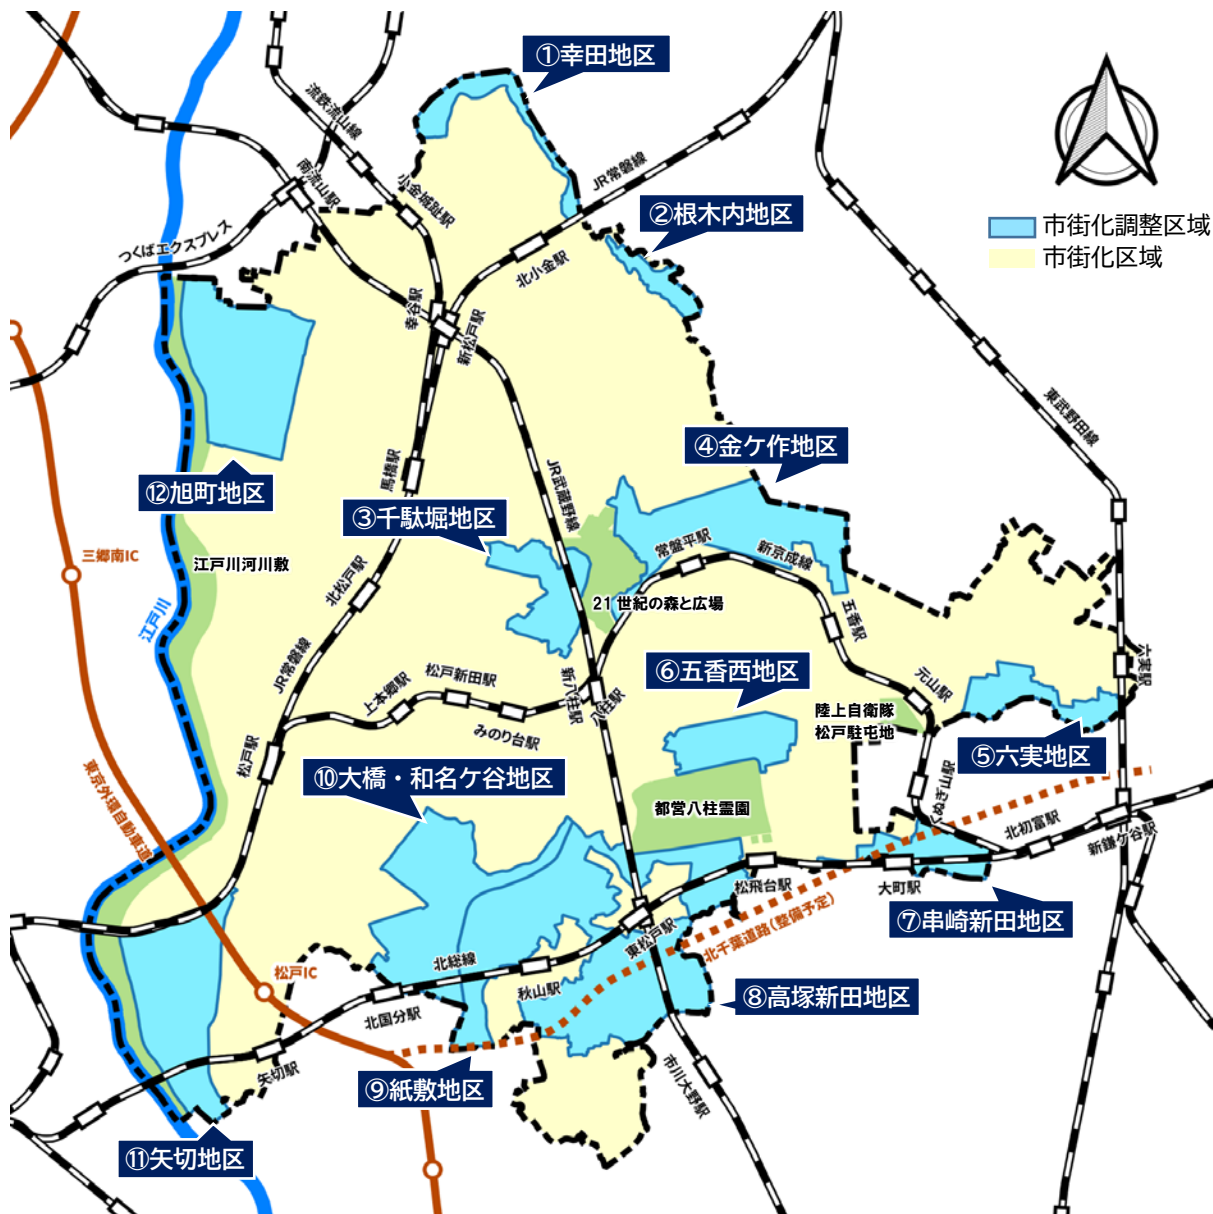 ①幸田地区
流鉄流山線
南流山駅
小金城趾駅
JR常磐線
②根木内地区
市街化調整区域
市街化区域
つくばエクスプレス
北小金駅
幸谷駅
新松戸駅
東武野田線
④金ケ作地区
馬橋駅
JR武蔵野線
⑫旭町地区
③千駄堀地区
常盤平駅
新京成線
三郷南IC
江戸川河川敷
北松戸駅
21世紀の森と広場
五香駅
江戸川
JR常磐線
松戸新田駅
上本郷駅
新八柱駅
八柱駅
⑥五香西地区
元山駅
六実駅
陸上自衛隊
松戸駐屯地
みのり台駅
松戸駅
⑤六実地区
東京外環自動車道
⑩大橋・和名ケ谷地区
くぬぎ山駅
都営八柱霊園
北初富駅
新鎌ケ谷駅
松飛台駅
大町駅
⑦串崎新田地区
東松戸駅
北千葉道路(整備予定)
北総線
松戸IC
秋山駅
⑧高塚新田地区
北国分駅
矢切駅
⑨紙敷地区
市川大野駅
⑪矢切地区